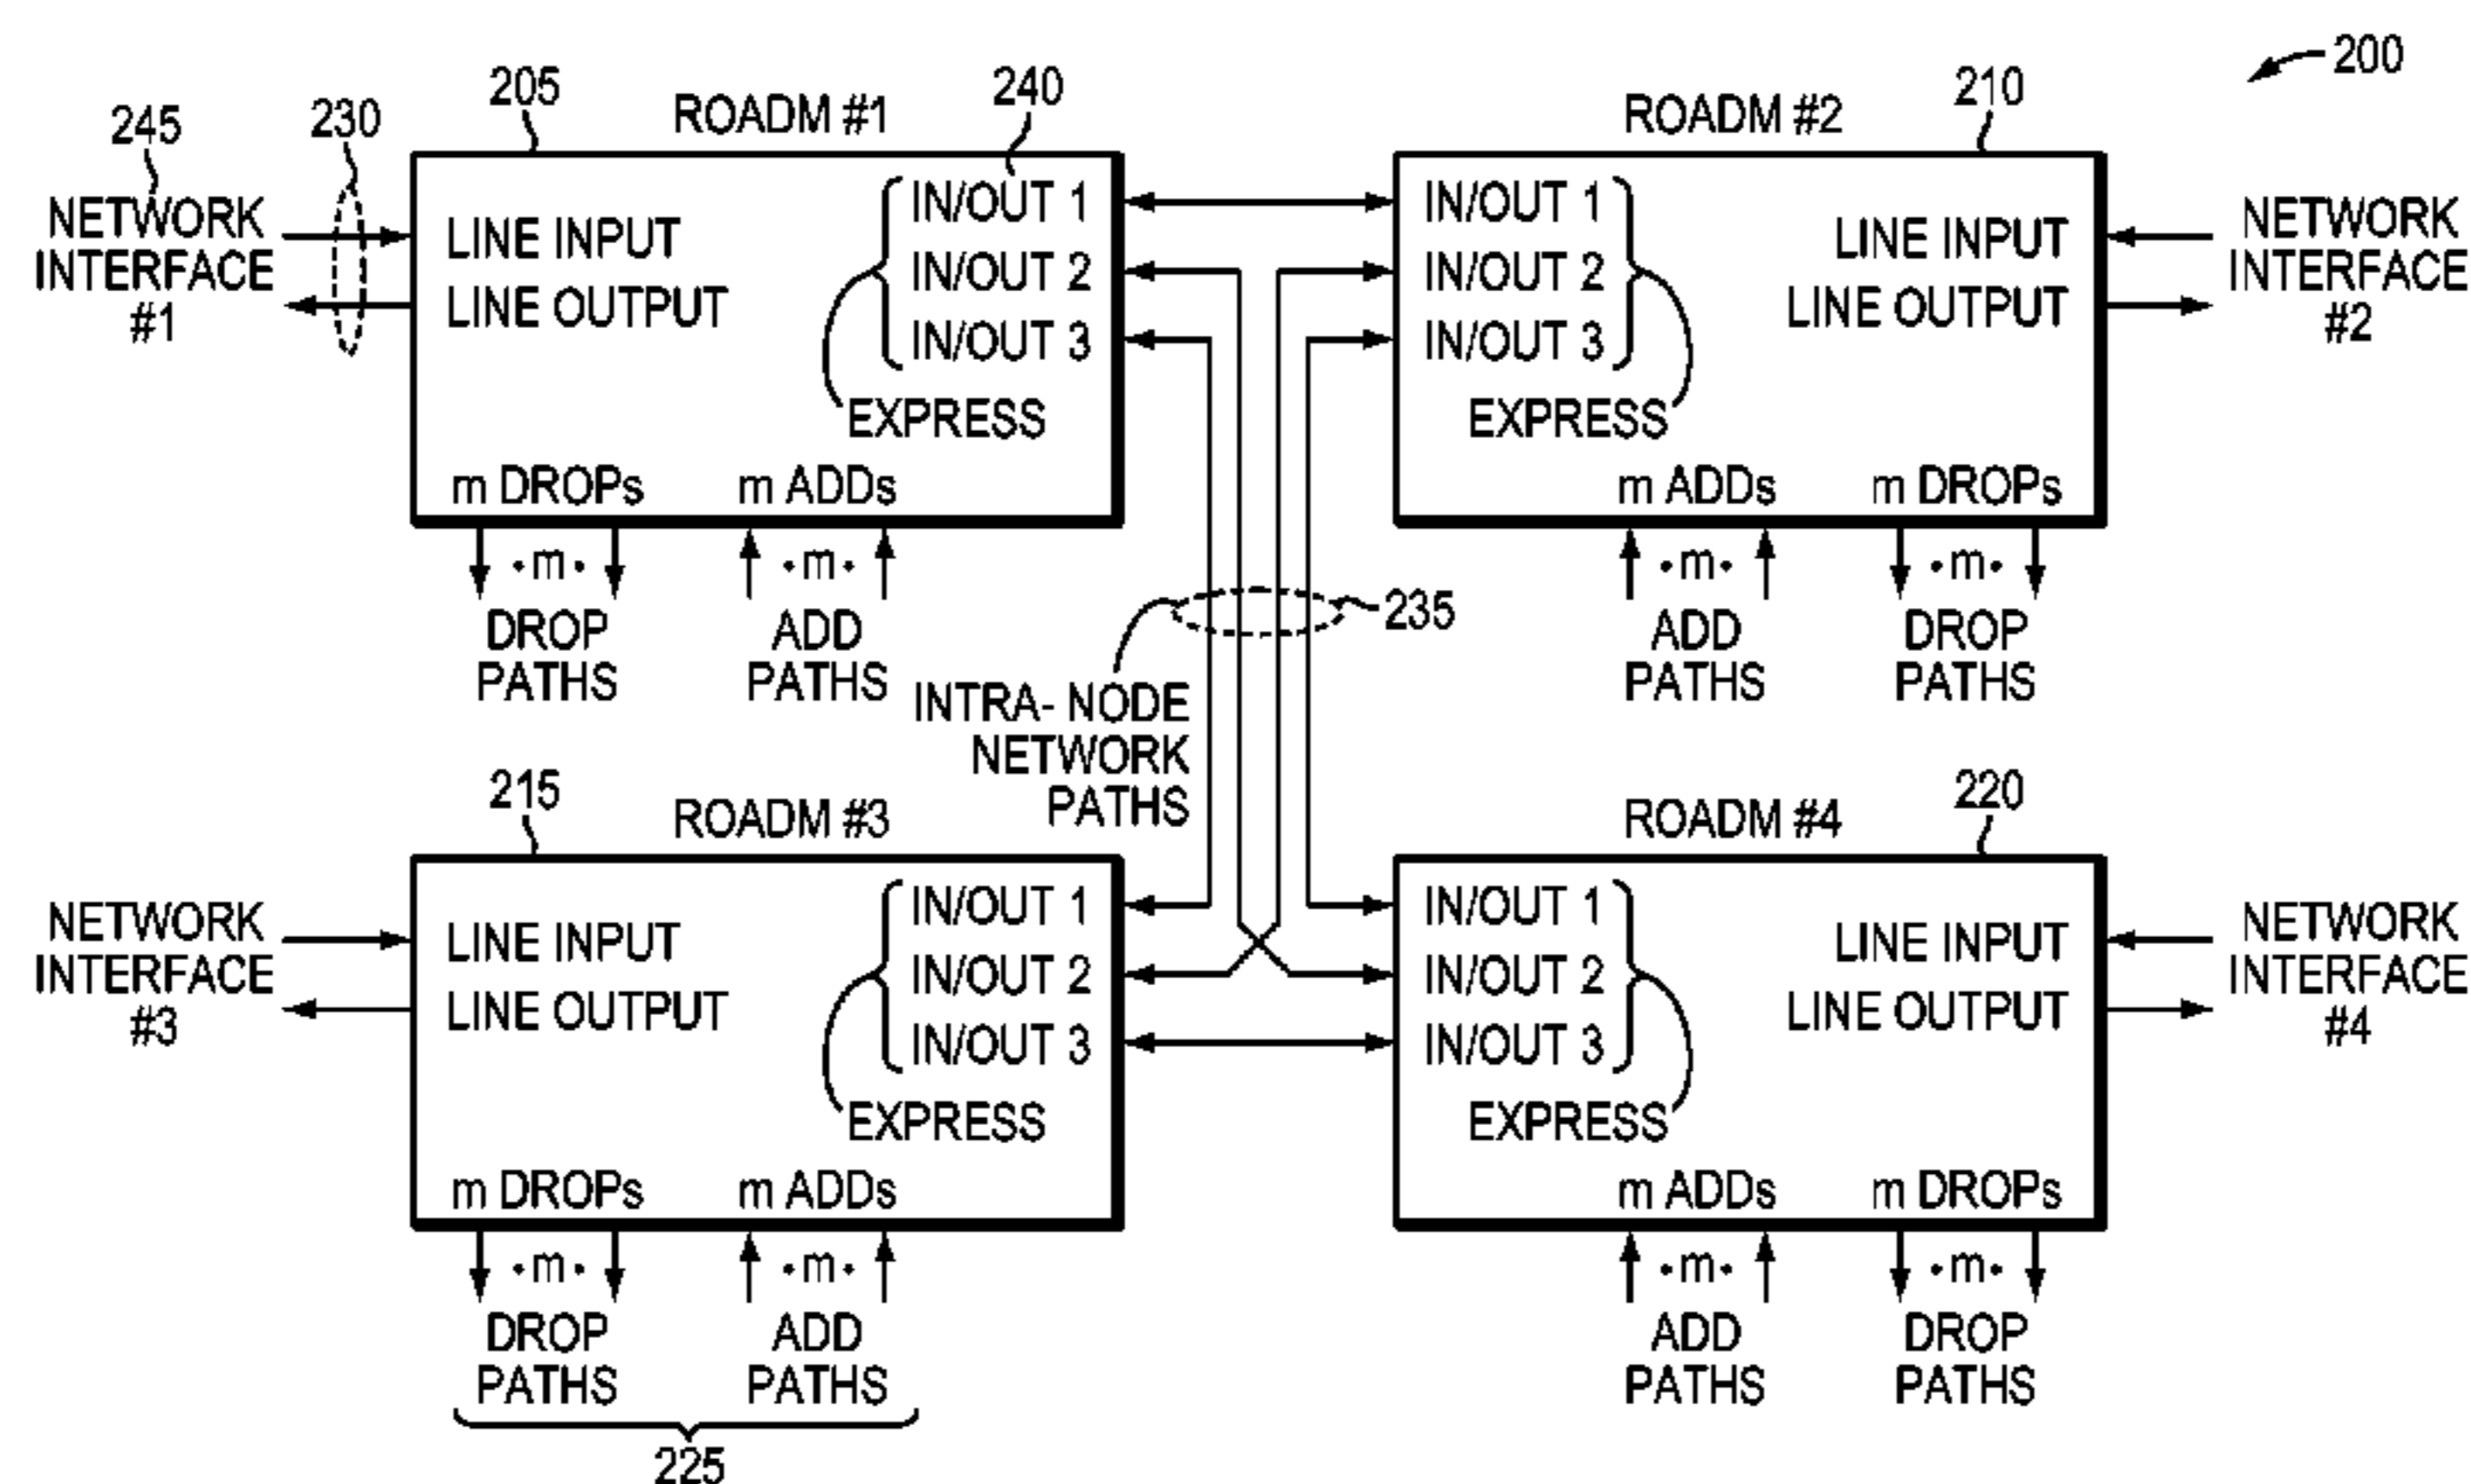 200
205
240
210
245
230
ROADM #1
ROADM #2
NETWORK
INTERFACE
#1
LINE INPUT
LINE OUTPUT
IN/OUT 1
IN/OUT 2
IN/OUT 3
EXPRESS
m DROPs
m ADDs
IN/OUT 1
IN/OUT 2
IN/OUT 3
EXPRESS
LINE INPUT
LINE OUTPUT
m ADDs
m DROPs
NETWORK
INTERFACE
#2
•m•
DROP
PATHS
•m•
ADD
PATHS
•m•
ADD
PATHS
•m•
DROP
PATHS
235
INTRA- NODE
NETWORK
PATHS
215
ROADM #3
ROADM #4
220
NETWORK
INTERFACE
#3
LINE INPUT
LINE OUTPUT
IN/OUT 1
IN/OUT 2
IN/OUT 3
EXPRESS
m DROPs
m ADDs
IN/OUT 1
IN/OUT 2
IN/OUT 3
EXPRESS
LINE INPUT
LINE OUTPUT
m ADDs
m DROPs
NETWORK
INTERFACE
#4
•m•
DROP
PATHS
•m•
ADD
PATHS
•m•
ADD
PATHS
•m•
DROP
PATHS
225